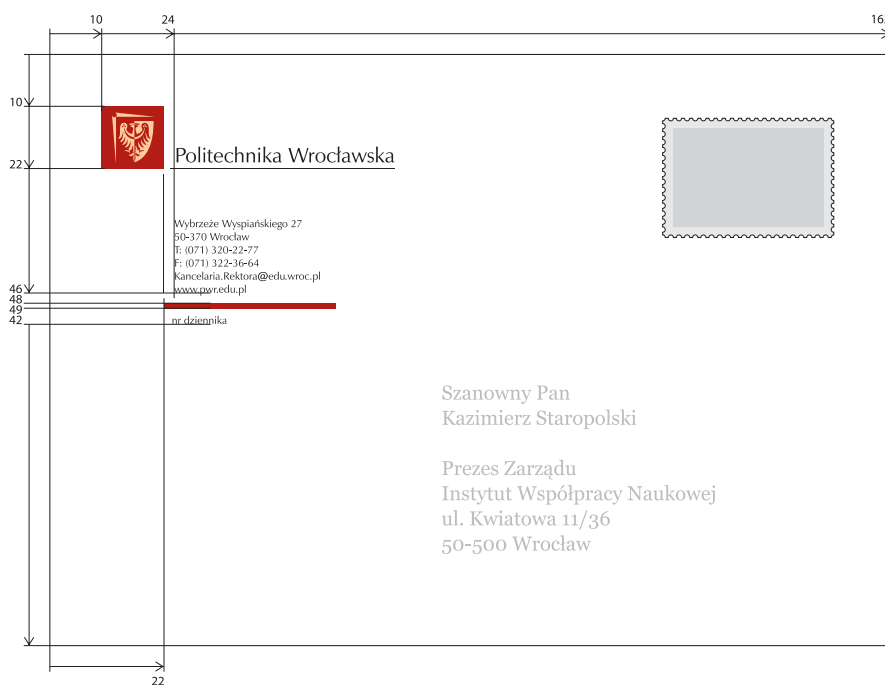 10
24
10
22
Politechnika Wrocławska
Wybrzeże Wyspiańskiego 27
50-370 Wrocław
T: (071) 320-22-77
F: (071) 322-36-64
Kancelaria.Rektora@edu.wroc.pl
www.pwr.edu.pl
46
48
49
42
nr dziennika
Szanowny Pan
Kazimierz Staropolski
Prezes Zarządu
Instytut Współpracy Naukowej
ul. Kwiatowa 11/36
50-500 Wrocław
22